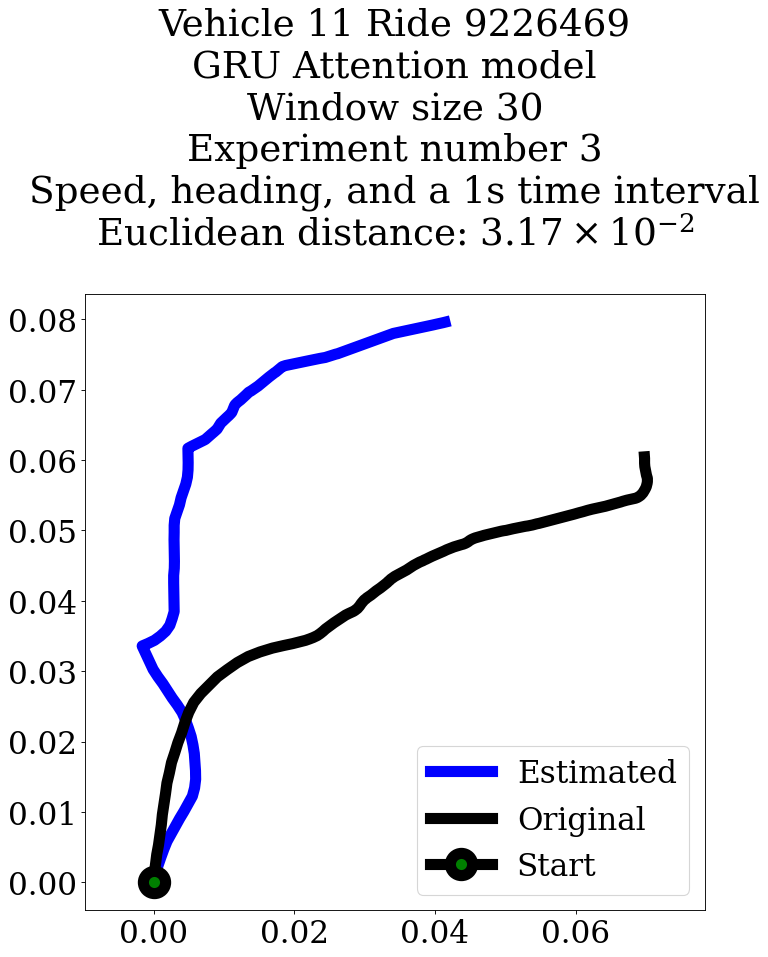 Vehicle 11 Ride 9226469
GRU Attention model
Window size 30
Experiment number 3
Speed, heading, and a 1s time interval
Euclidean distance: 3.17 × 10⁻²
0.08
0.07
0.06
0.05
0.04
0.03
0.02
0.01
0.00
Estimated
Original
Start
0.00 0.02 0.04 0.06